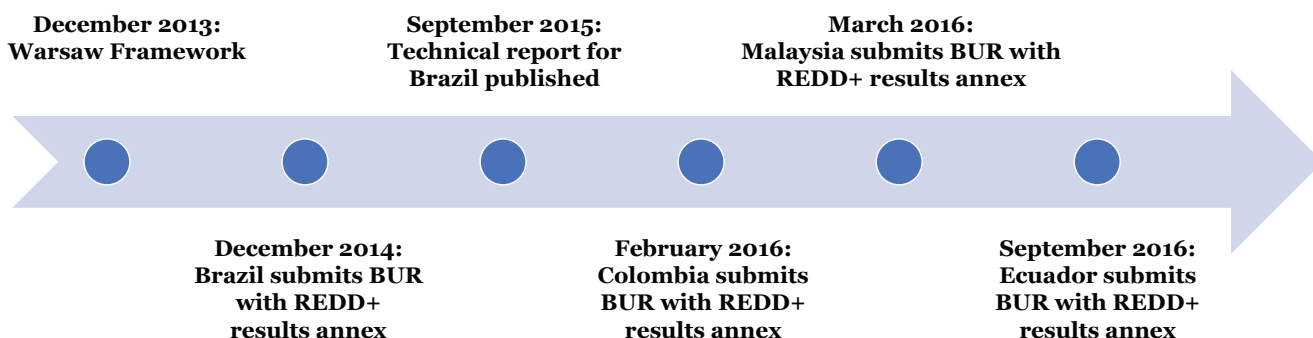 December 2013:
Warsaw Framework
September 2015:
Technical report for
Brazil published
March 2016:
Malaysia submits BUR with
REDD+ results annex
December 2014:
Brazil submits BUR
with REDD+
results annex
February 2016:
Colombia submits
BUR with REDD+
results annex
September 2016:
Ecuador submits
BUR with REDD+
results annex